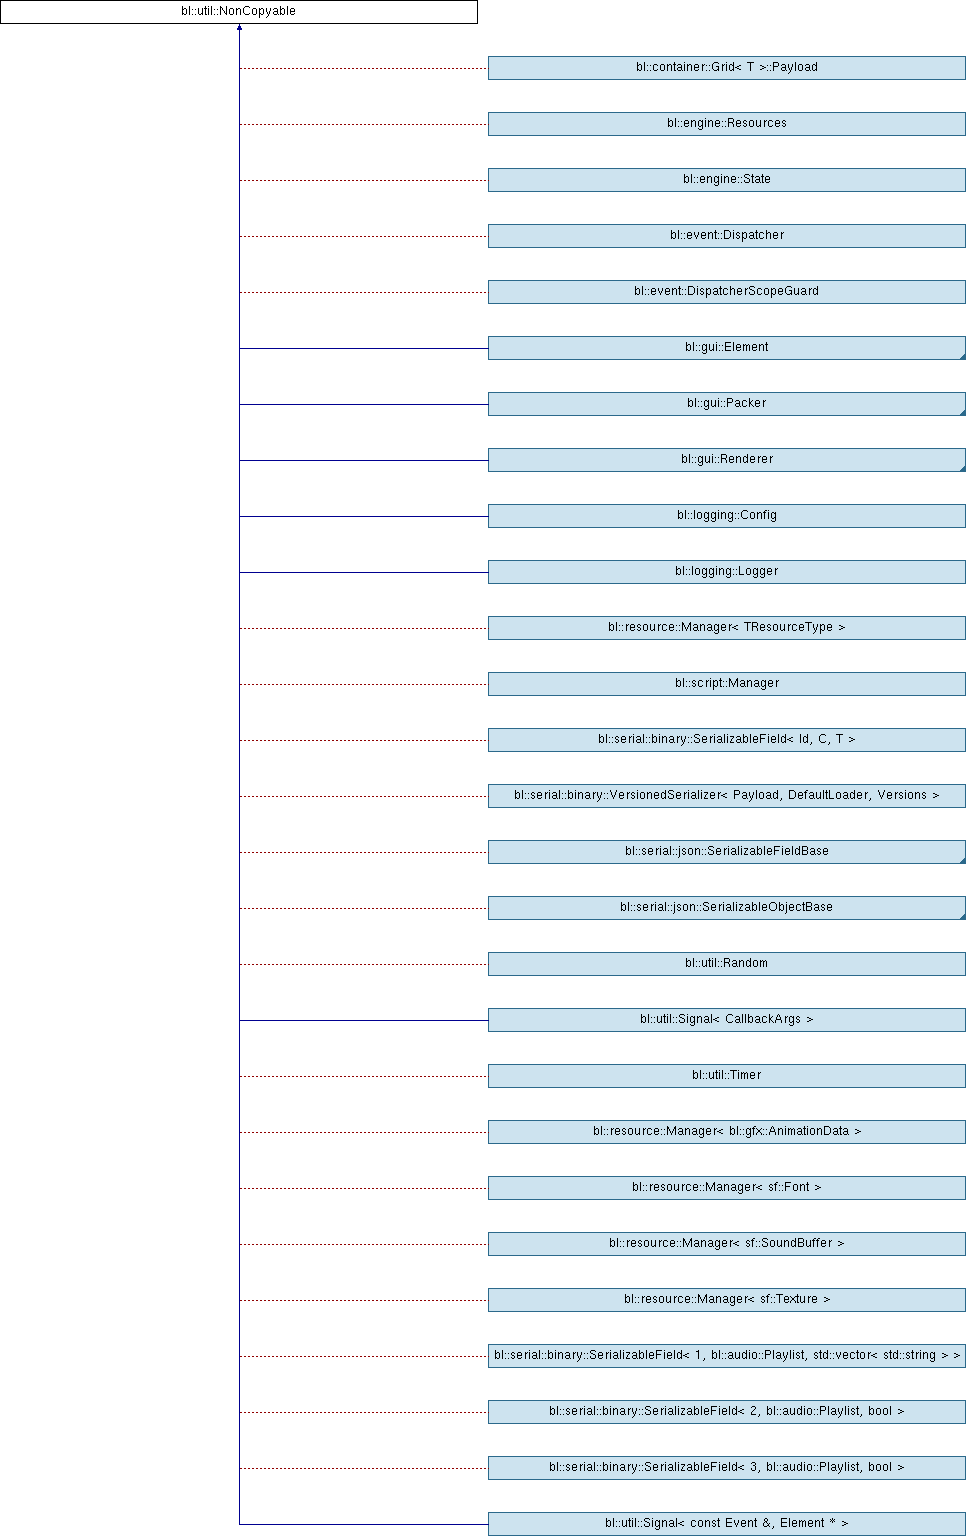 bl::util::NonCopyable
bl::container::Grid< T >::Payload
bl::engine::Resources
bl::engine::State
bl::event::Dispatcher
bl::event::DispatcherScopeGuard
bl::gui::Element
bl::gui::Packer
bl::gui::Renderer
bl::logging::Config
bl::logging::Logger
bl::resource::Manager< TResourceType >
bl::script::Manager
bl::serial::binary::SerializableField< Id, C, T >
bl::serial::binary::VersionedSerializer< Payload, DefaultLoader, Versions >
bl::serial::json::SerializableFieldBase
bl::serial::json::SerializableObjectBase
bl::util::Random
bl::util::Signal< CallbackArgs >
bl::util::Timer
bl::resource::Manager< bl::gfx::AnimationData >
bl::resource::Manager< sf::Font >
bl::resource::Manager< sf::SoundBuffer >
bl::resource::Manager< sf::Texture >
bl::serial::binary::SerializableField< 1, bl::audio::Playlist, std::vector< std::string > >
bl::serial::binary::SerializableField< 2, bl::audio::Playlist, bool >
bl::serial::binary::SerializableField< 3, bl::audio::Playlist, bool >
bl::util::Signal< const Event &, Element * >